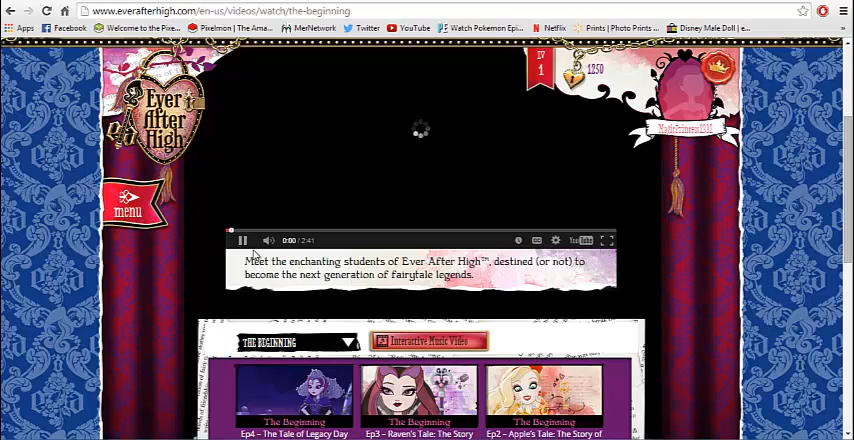 www.everafterhigh.com/en-us/videos/watch/the-beginning
Apps Facebook Welcome to the Pix Pixelmon | The Ama... MerNetwork Twitter YouTube Watch Pokemon Epi... Netflix Prints | Photo Prints... Disney Male Doll | e...
LV
1
1250
Ever
After
High
menu
0:00 / 2:41
YouTube
Meet the enchanting students of Ever After High™, destined (or not) to
become the next generation of fairytale legends.
THE BEGINNING
Interactive Music Video
The Beginning The Beginning The Beginning
Ep4 – The Tale of Legacy Day Ep3 – Raven's Tale: The Story Ep2 – Apple's Tale: The Story of